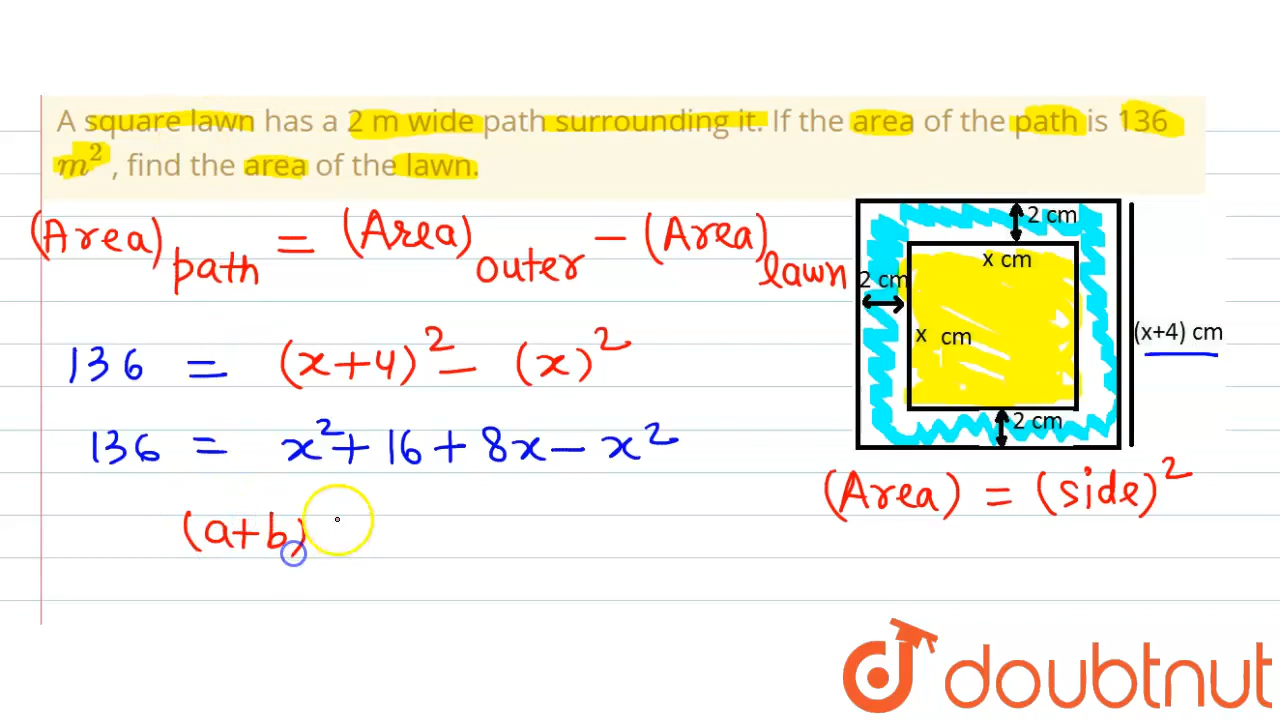 A square lawn has a 2 m wide path surrounding it. If the area of the path is 136
m², find the area of the lawn.
(Area)path = (Area)outer − (Area)lawn
136 = (x+4)² − (x)²
136 = x² + 16 + 8x − x²
(a+b)
2 cm
x cm
2 cm
x cm
(x+4) cm
2 cm
(Area) = (side)²
doubtnut